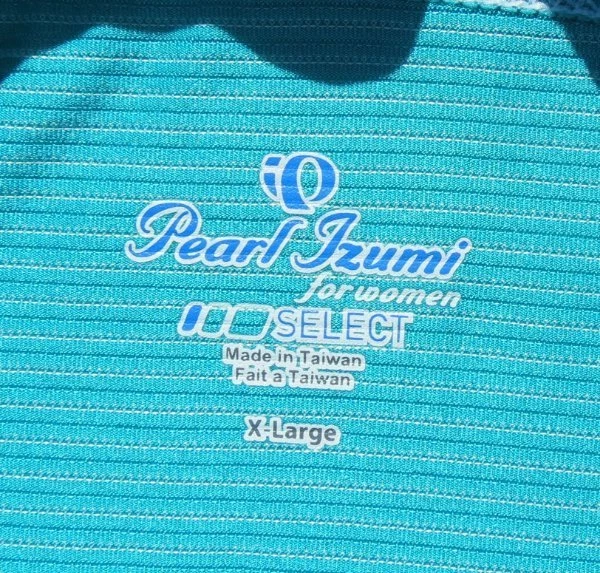 Pearl Izumi
for women
SELECT
Made in Taiwan
Fait a Taiwan
X-Large